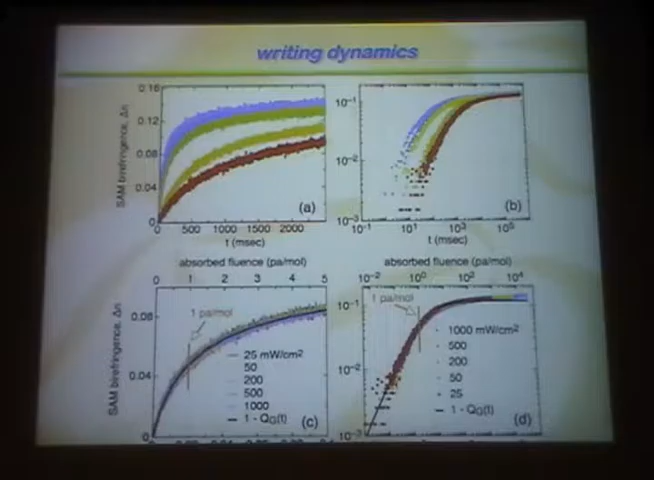 writing dynamics
0.16
0.12
0.08
0.04
0
SAM birefringence, Δn
0 500 1000 1500 2000
t (msec)
(a)
10⁻¹
10⁻²
10⁻³
10⁻¹ 10¹ 10³ 10⁵
t (msec)
(b)
absorbed fluence (pa/mol)
0 1 2 3 4 5
0.08
0.04
0
SAM birefringence, Δn
1 pa/mol
25 mW/cm²
50
200
500
1000
1 - Q_G(t)
(c)
absorbed fluence (pa/mol)
10⁻² 10⁰ 10² 10⁴
10⁻¹
10⁻²
10⁻³
1 pa/mol
1000 mW/cm²
500
200
50
25
1 - Q_G(t)
(d)